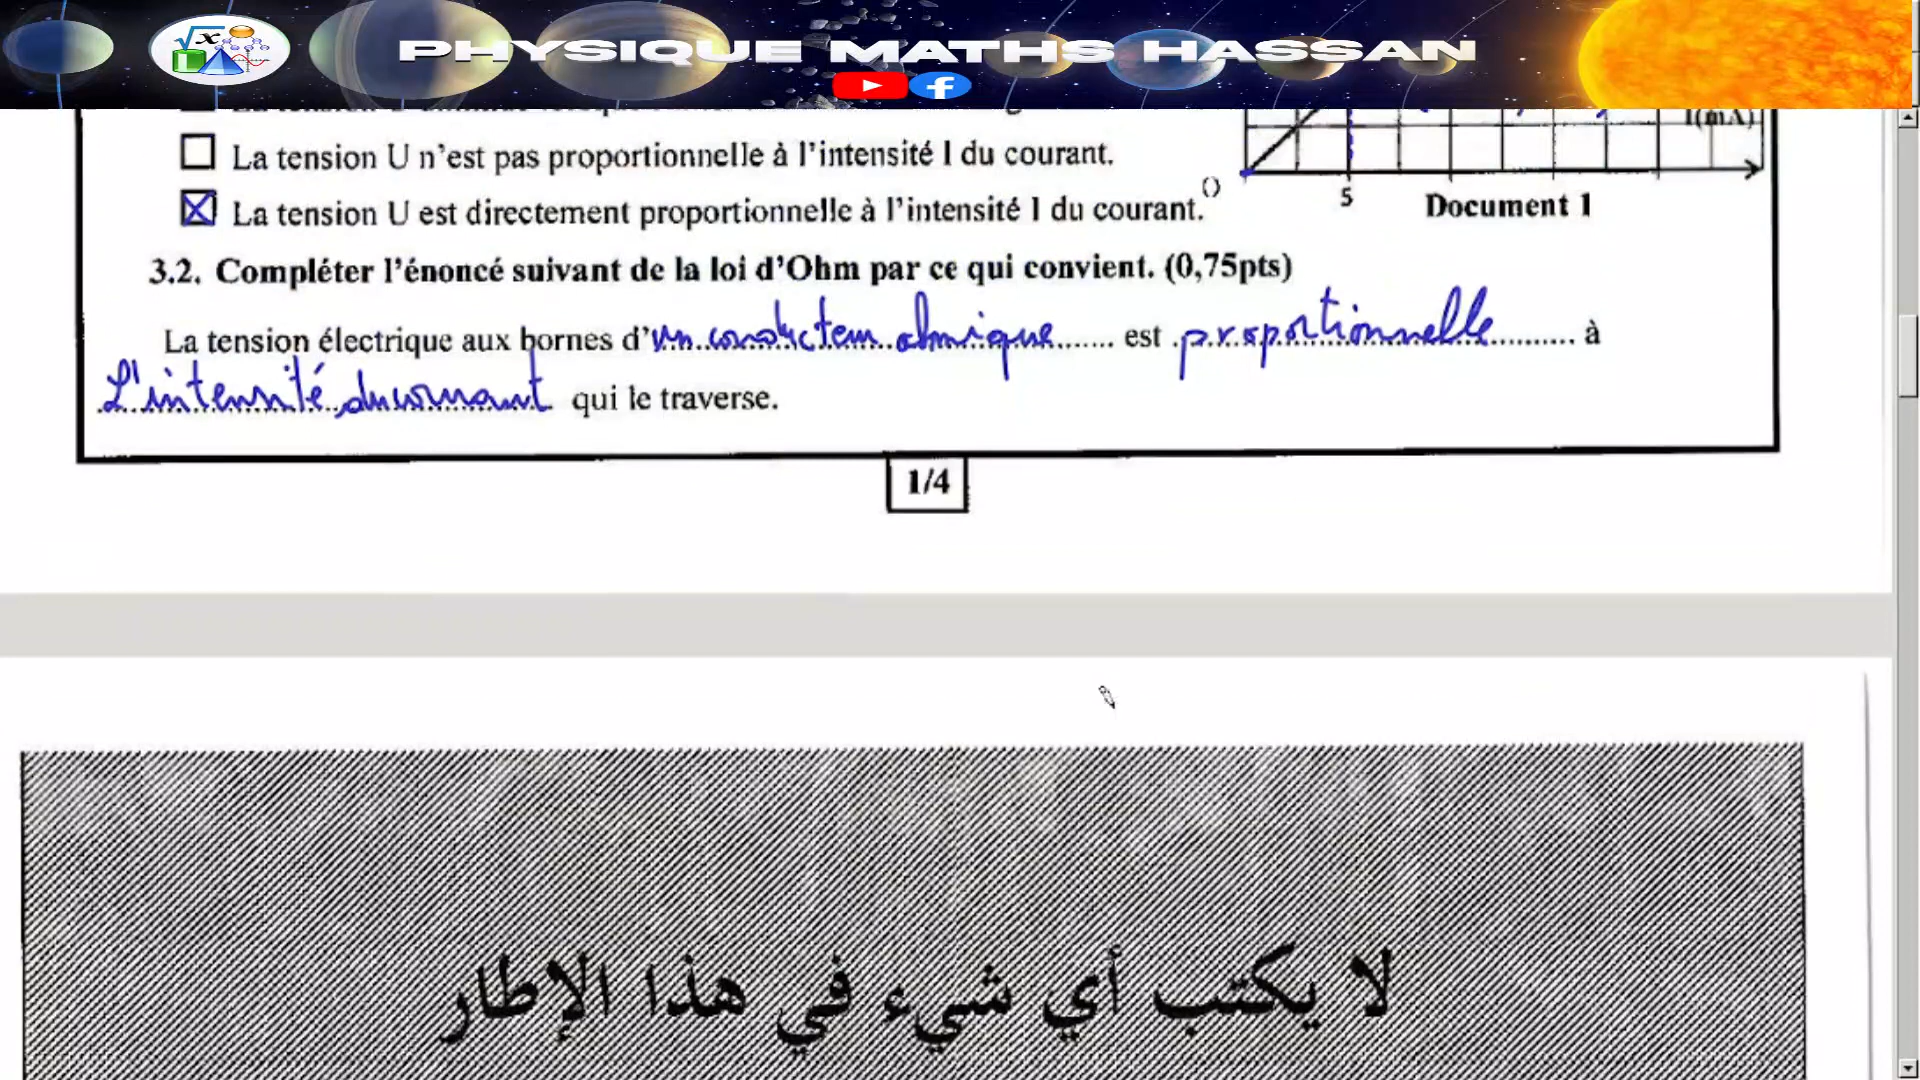 PHYSIQUE MATHS HASSAN
I(mA)
La tension U n'est pas proportionnelle à l'intensité I du courant.
La tension U est directement proportionnelle à l'intensité I du courant.
0
5
Document 1
3.2. Compléter l'énoncé suivant de la loi d'Ohm par ce qui convient. (0,75pts)
La tension électrique aux bornes d'un conducteur ohmique est proportionnelle à
L'intensité du courant qui le traverse.
1/4
لا يكتب أي شيء في هذا الإطار